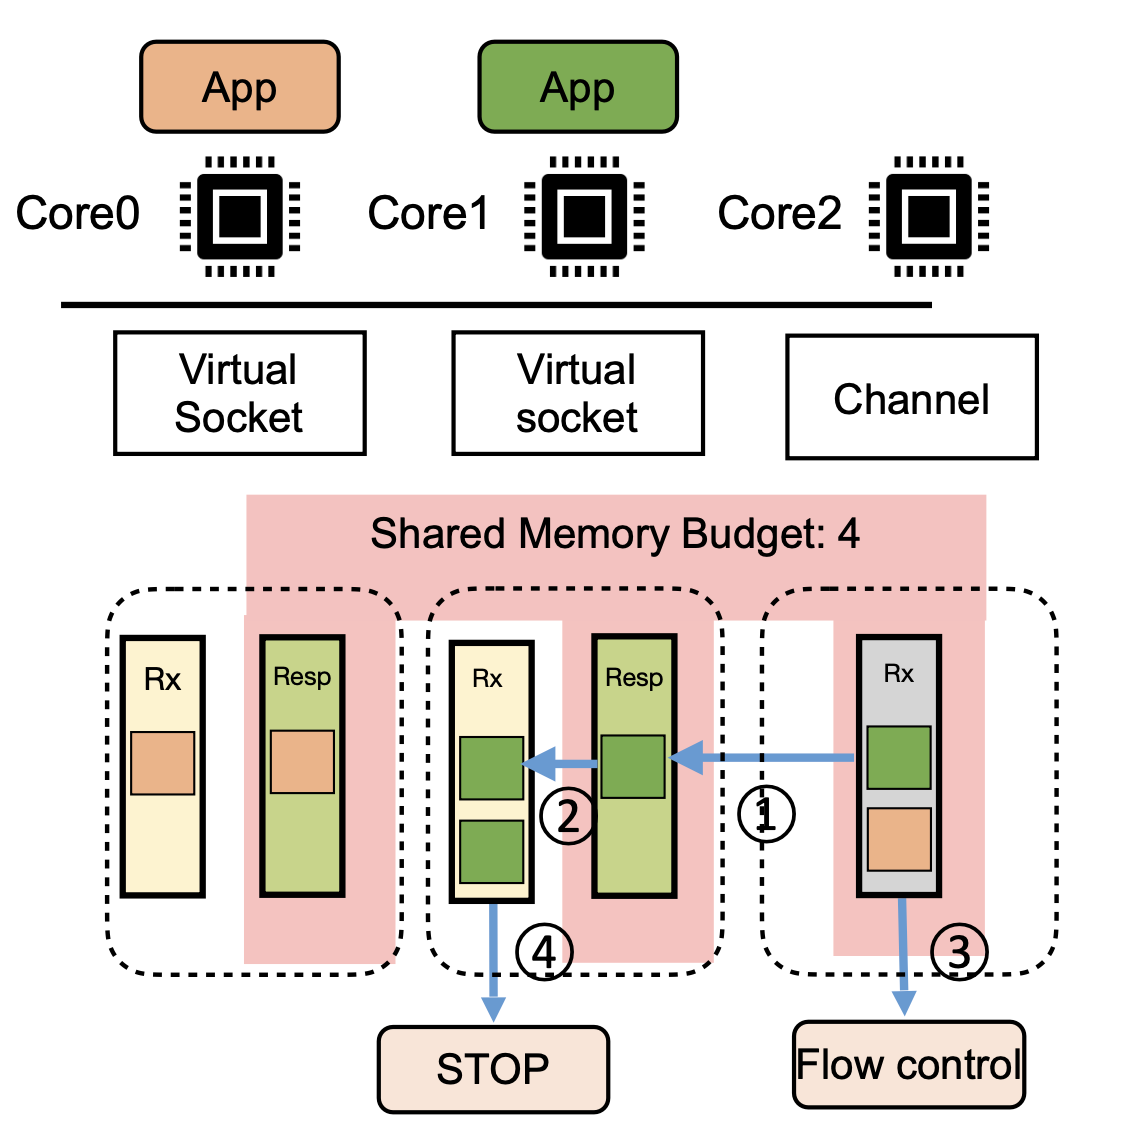 App
App
Core0
Core1
Core2
Virtual
Socket
Virtual
socket
Channel
Shared Memory Budget: 4
Rx
Resp
Rx
Resp
Rx
②
①
④
③
STOP
Flow control